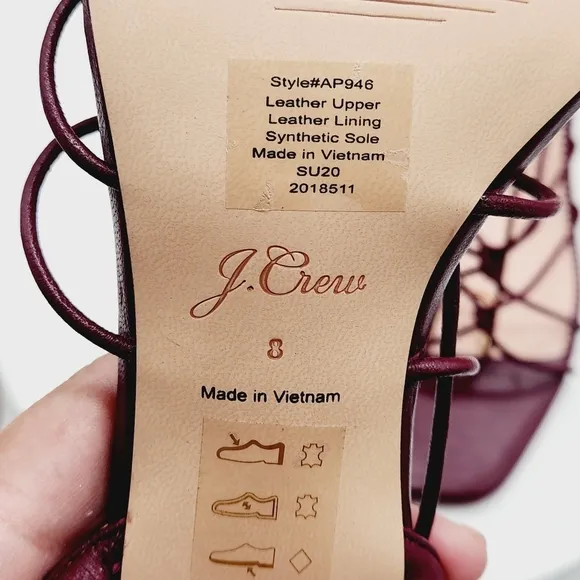 Style#AP946
Leather Upper
Leather Lining
Synthetic Sole
Made in Vietnam
SU20
2018511
J.Crew
8
Made in Vietnam